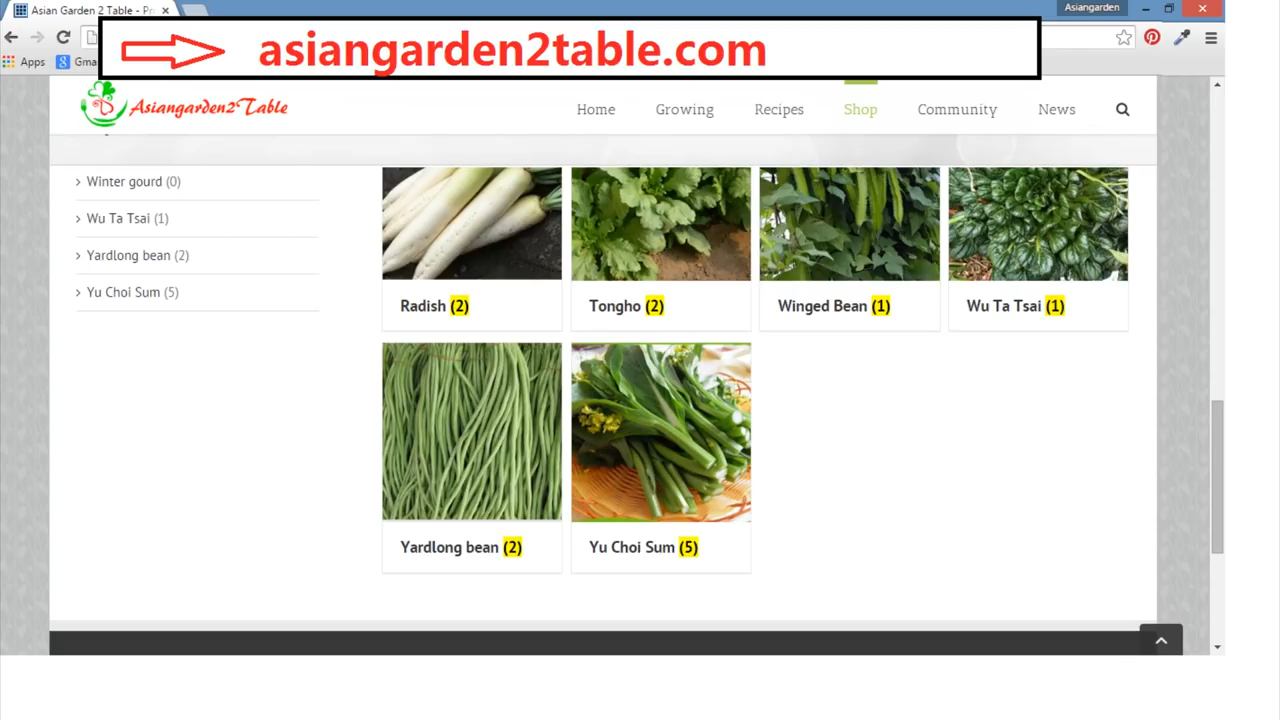 Asian Garden 2 Table - Pr
Asiangarden
asiangarden2table.com
Apps
Gma
Asiangarden2Table
Home
Growing
Recipes
Shop
Community
News
Winter gourd (0)
Wu Ta Tsai (1)
Yardlong bean (2)
Yu Choi Sum (5)
Radish (2)
Tongho (2)
Winged Bean (1)
Wu Ta Tsai (1)
Yardlong bean (2)
Yu Choi Sum (5)